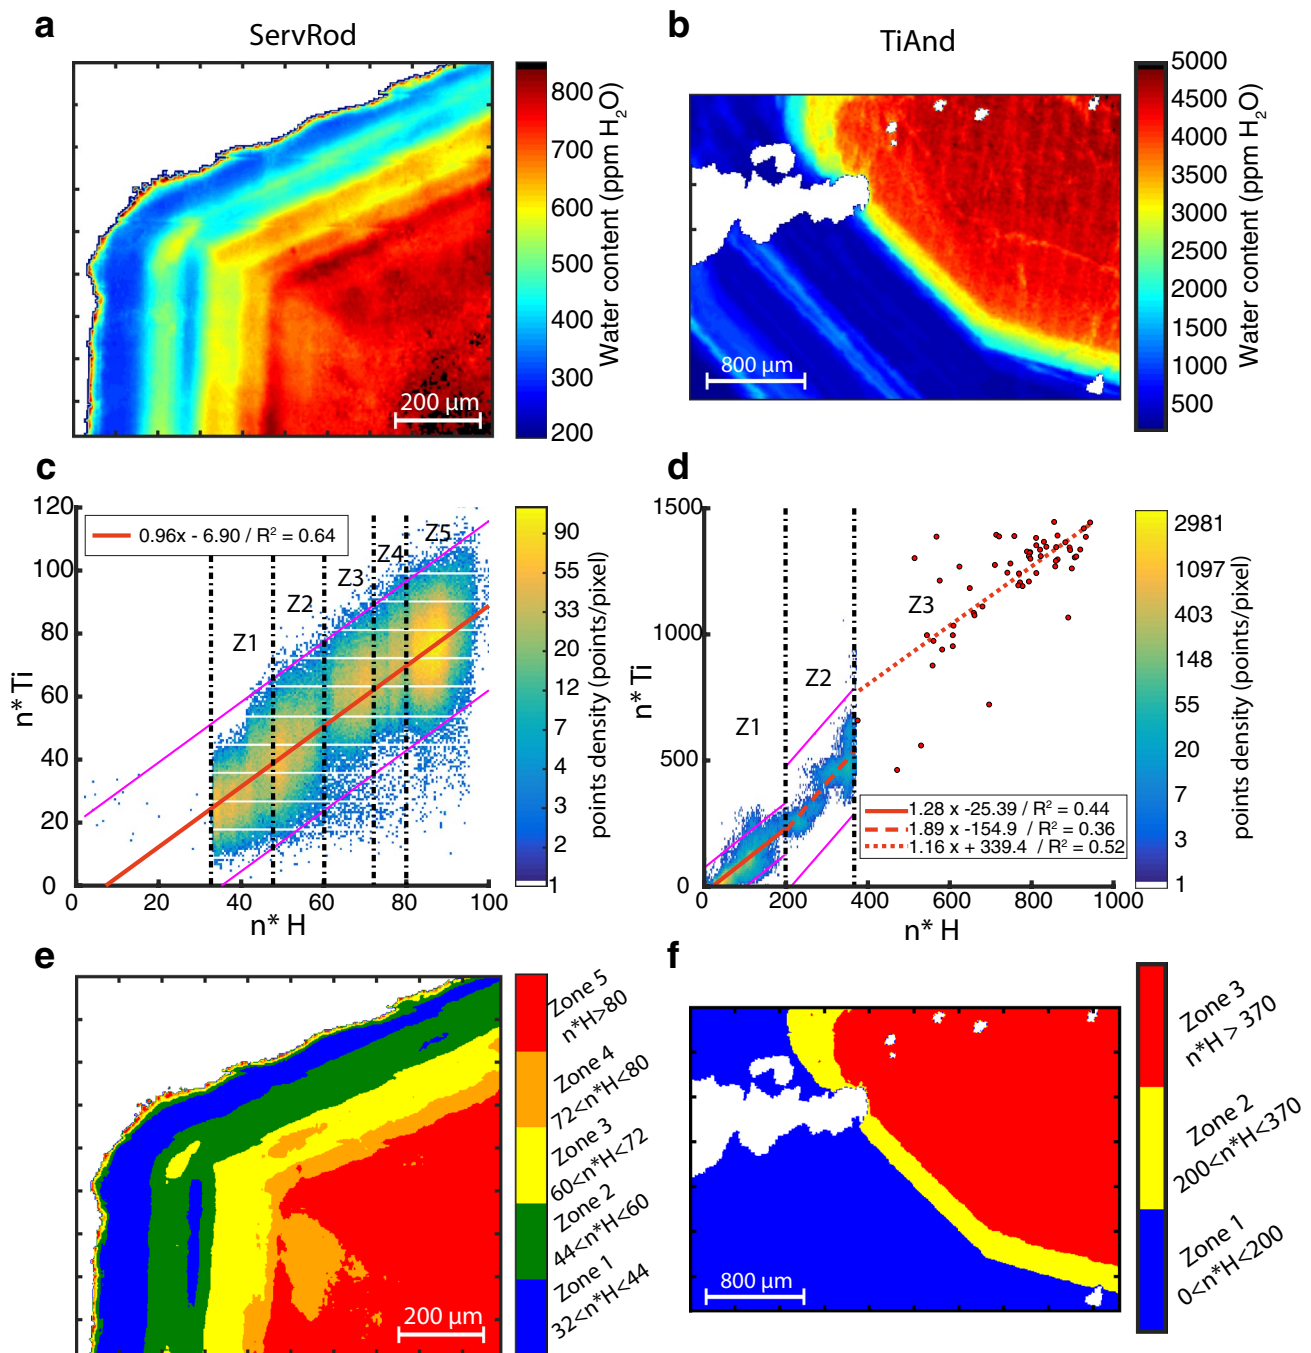 a
ServRod
b
TiAnd
800
700
600
500
400
300
200
Water content (ppm H₂O)
200 µm
5000
4500
4000
3500
3000
2500
2000
1500
1000
500
Water content (ppm H₂O)
800 µm
c
120
100
80
60
40
20
0
n* Ti
0.96x - 6.90 / R² = 0.64
Z1
Z2
Z3
Z4
Z5
0 20 40 60 80 100
n* H
90
55
33
20
12
7
4
3
2
1
points density (points/pixel)
d
1500
1000
500
0
n* Ti
Z1
Z2
Z3
1.28 x -25.39 / R² = 0.44
1.89 x -154.9 / R² = 0.36
1.16 x + 339.4 / R² = 0.52
0 200 400 600 800 1000
n* H
2981
1097
403
148
55
20
7
3
1
points density (points/pixel)
e
200 µm
Zone 5
n*H>80
Zone 4
72<n*H<80
Zone 3
60<n*H<72
Zone 2
44<n*H<60
Zone 1
32<n*H<44
f
800 µm
Zone 3
n*H > 370
Zone 2
200<n*H<370
Zone 1
0<n*H<200